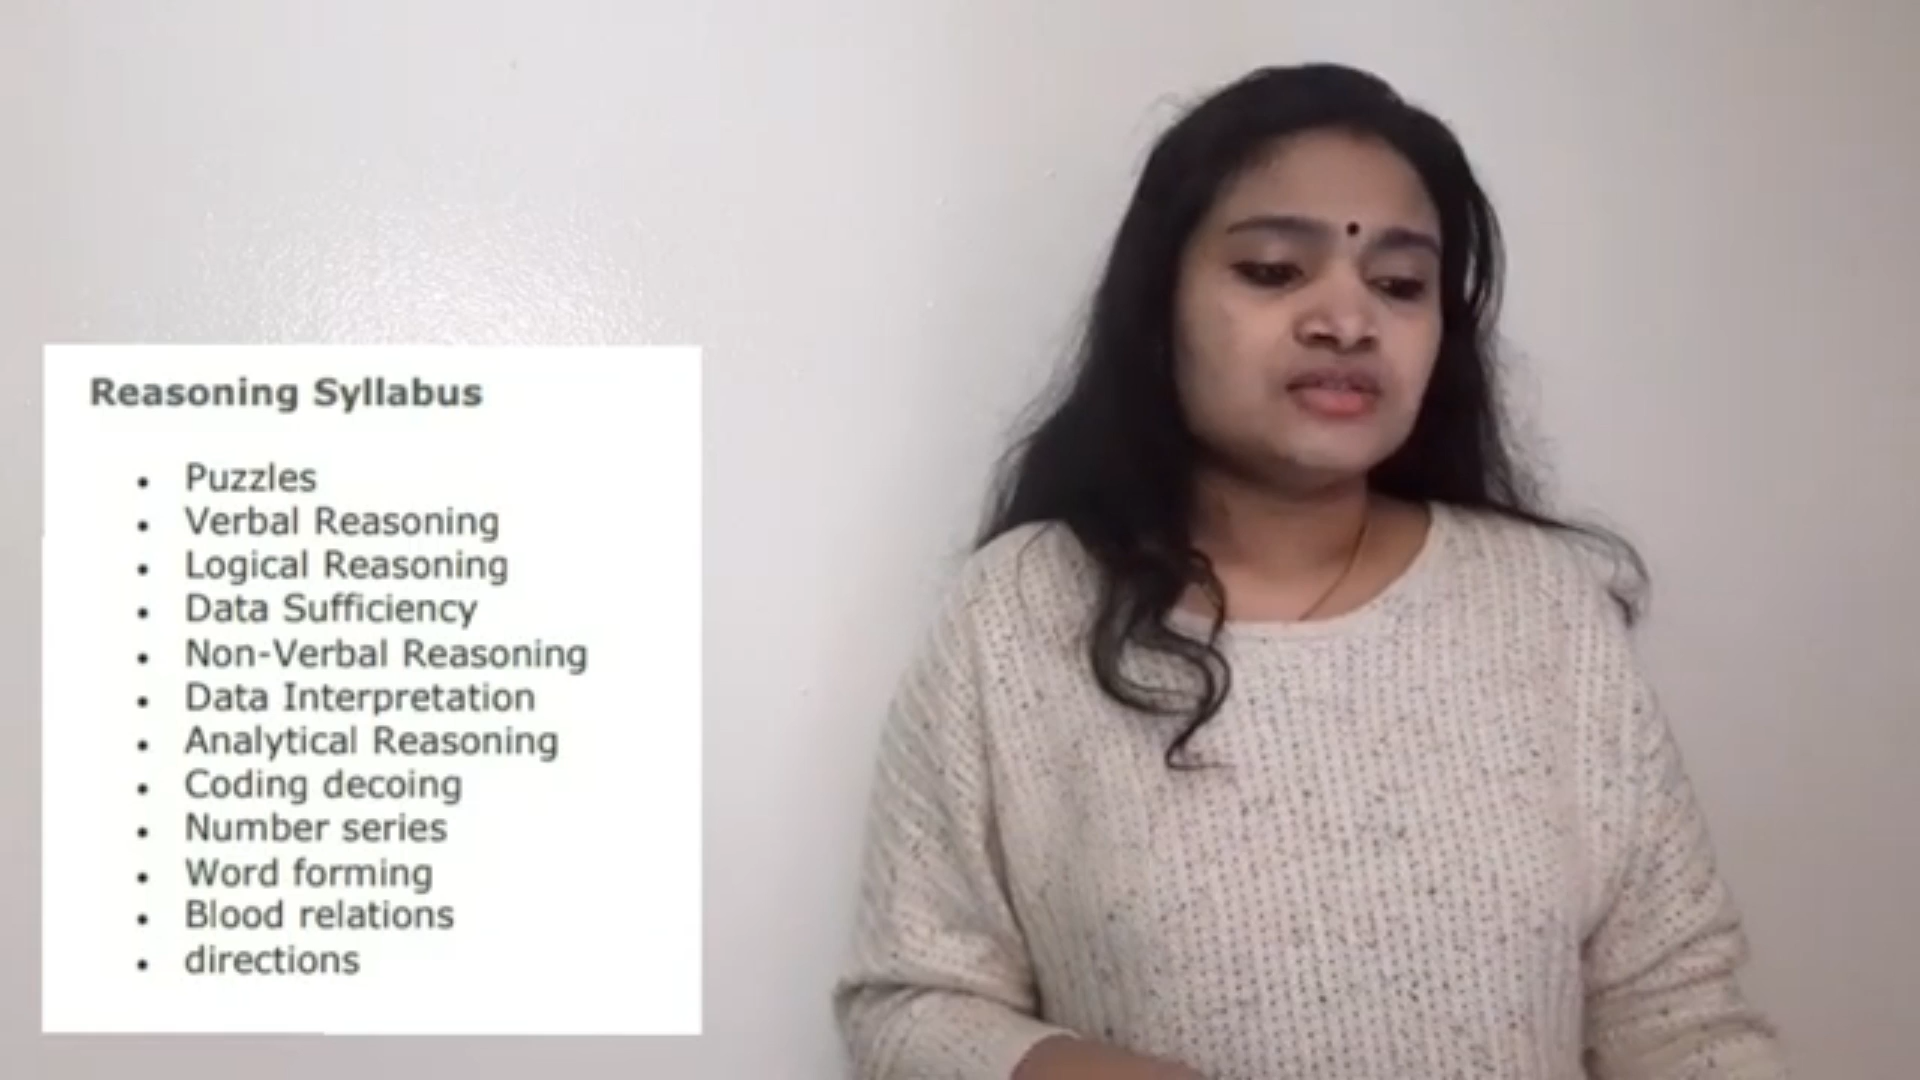 Reasoning Syllabus
• Puzzles
• Verbal Reasoning
• Logical Reasoning
• Data Sufficiency
• Non-Verbal Reasoning
• Data Interpretation
• Analytical Reasoning
• Coding decoing
• Number series
• Word forming
• Blood relations
• directions